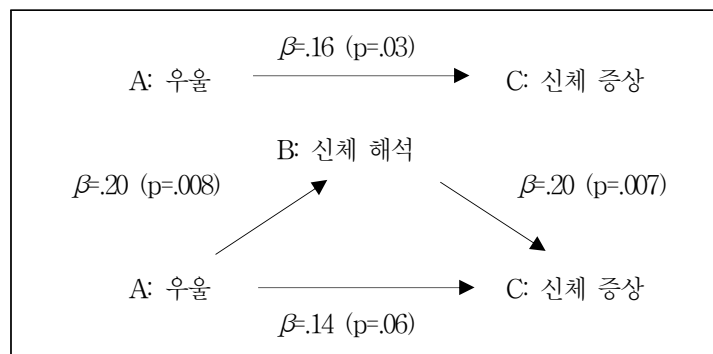 β=.16 (p=.03)
A: 우울 C: 신체 증상
B: 신체 해석
β=.20 (p=.008) β=.20 (p=.007)
A: 우울 C: 신체 증상
β=.14 (p=.06)